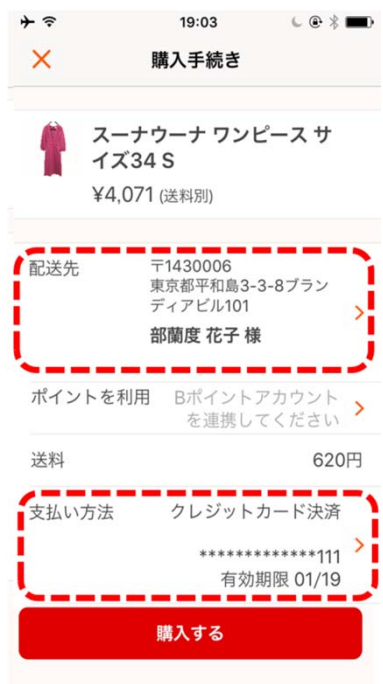 19:03
購入手続き
スーナウーナ ワンピース サ
イズ34 S
¥4,071 (送料別)
配送先
〒1430006
東京都平和島3-3-8ブラン
ディアビル101
部蘭度 花子 様
ポイントを利用
Bポイントアカウント
を連携してください
送料
620円
支払い方法
クレジットカード決済
*************111
有効期限 01/19
購入する